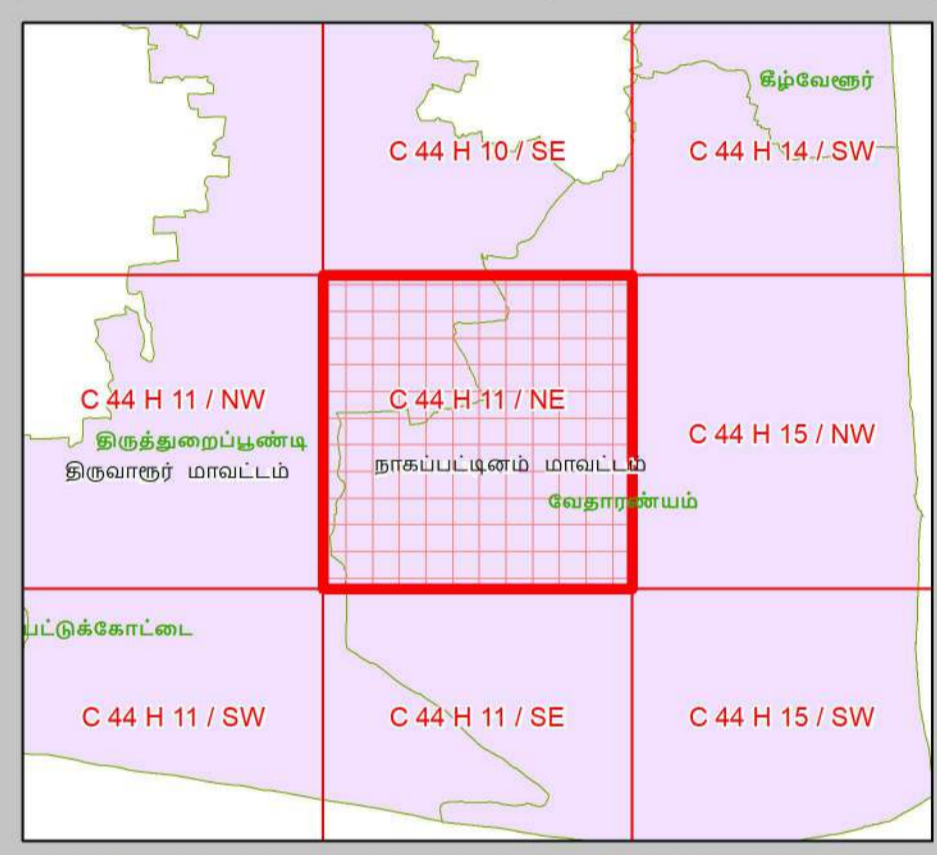 கீழ்வேளூர்
C 44 H 10 / SE
C 44 H 14 / SW
C 44 H 11 / NW
C 44 H 11 / NE
C 44 H 15 / NW
திருத்துறைப்பூண்டி
திருவாரூர் மாவட்டம்
நாகப்பட்டினம் மாவட்டம்
வேதாரண்யம்
பட்டுக்கோட்டை
C 44 H 11 / SW
C 44 H 11 / SE
C 44 H 15 / SW